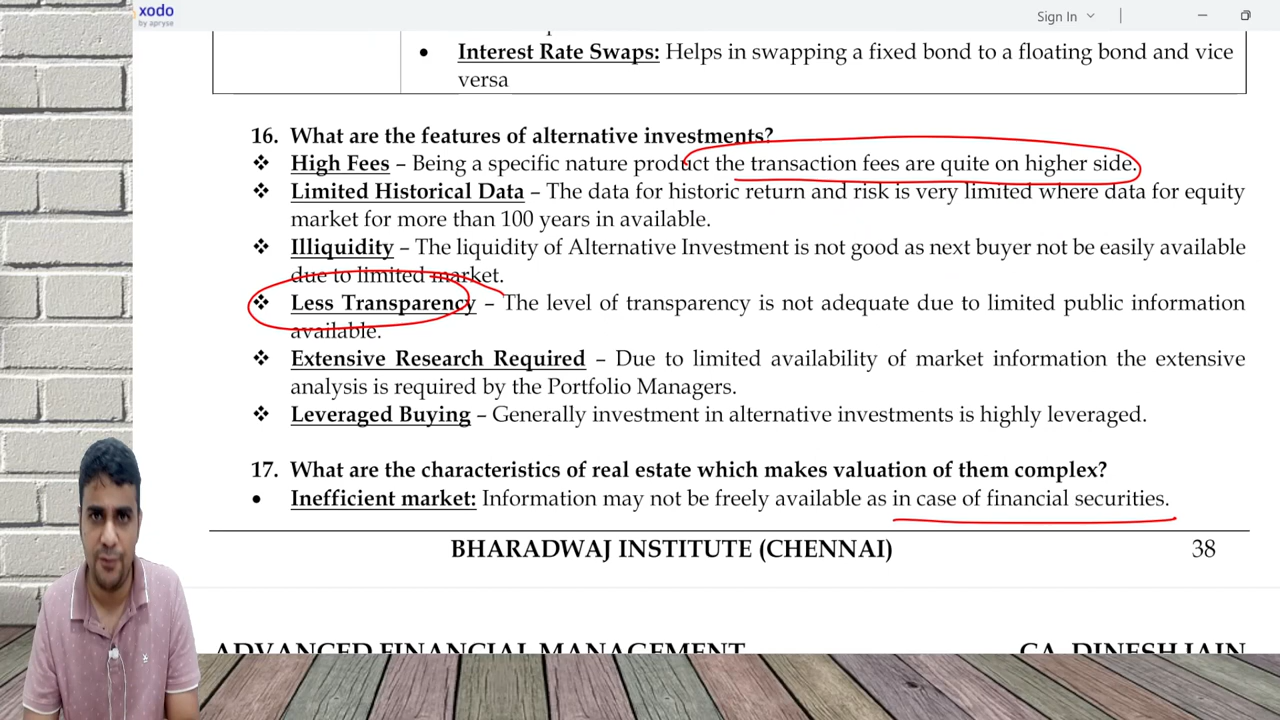 xodo
by apryse
Sign In
• Interest Rate Swaps: Helps in swapping a fixed bond to a floating bond and vice
versa
16. What are the features of alternative investments?
❖ High Fees – Being a specific nature product the transaction fees are quite on higher side.
❖ Limited Historical Data – The data for historic return and risk is very limited where data for equity
market for more than 100 years in available.
❖ Illiquidity – The liquidity of Alternative Investment is not good as next buyer not be easily available
due to limited market.
❖ Less Transparency – The level of transparency is not adequate due to limited public information
available.
❖ Extensive Research Required – Due to limited availability of market information the extensive
analysis is required by the Portfolio Managers.
❖ Leveraged Buying – Generally investment in alternative investments is highly leveraged.
17. What are the characteristics of real estate which makes valuation of them complex?
• Inefficient market: Information may not be freely available as in case of financial securities.
BHARADWAJ INSTITUTE (CHENNAI) 38
ADVANCED FINANCIAL MANAGEMENT CA. DINESH JAIN